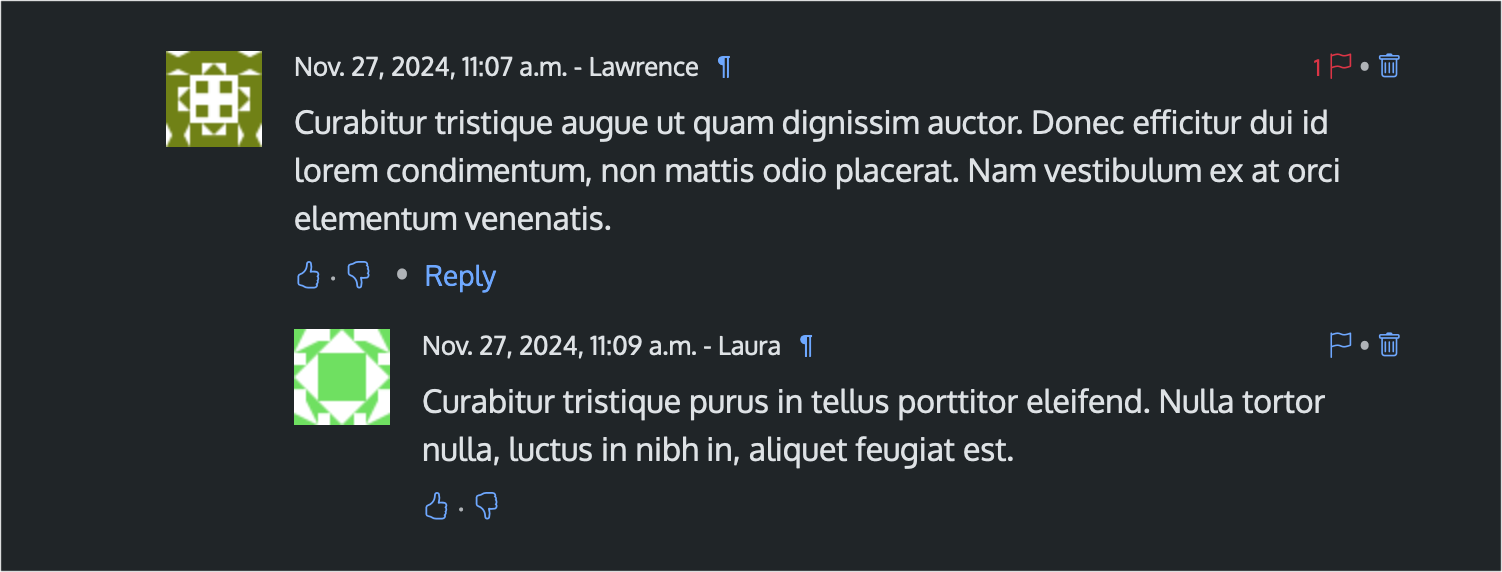 Nov. 27, 2024, 11:07 a.m. - Lawrence ¶ 1 •
Curabitur tristique augue ut quam dignissim auctor. Donec efficitur dui id
lorem condimentum, non mattis odio placerat. Nam vestibulum ex at orci
elementum venenatis.
· • Reply
Nov. 27, 2024, 11:09 a.m. - Laura ¶ •
Curabitur tristique purus in tellus porttitor eleifend. Nulla tortor
nulla, luctus in nibh in, aliquet feugiat est.
·